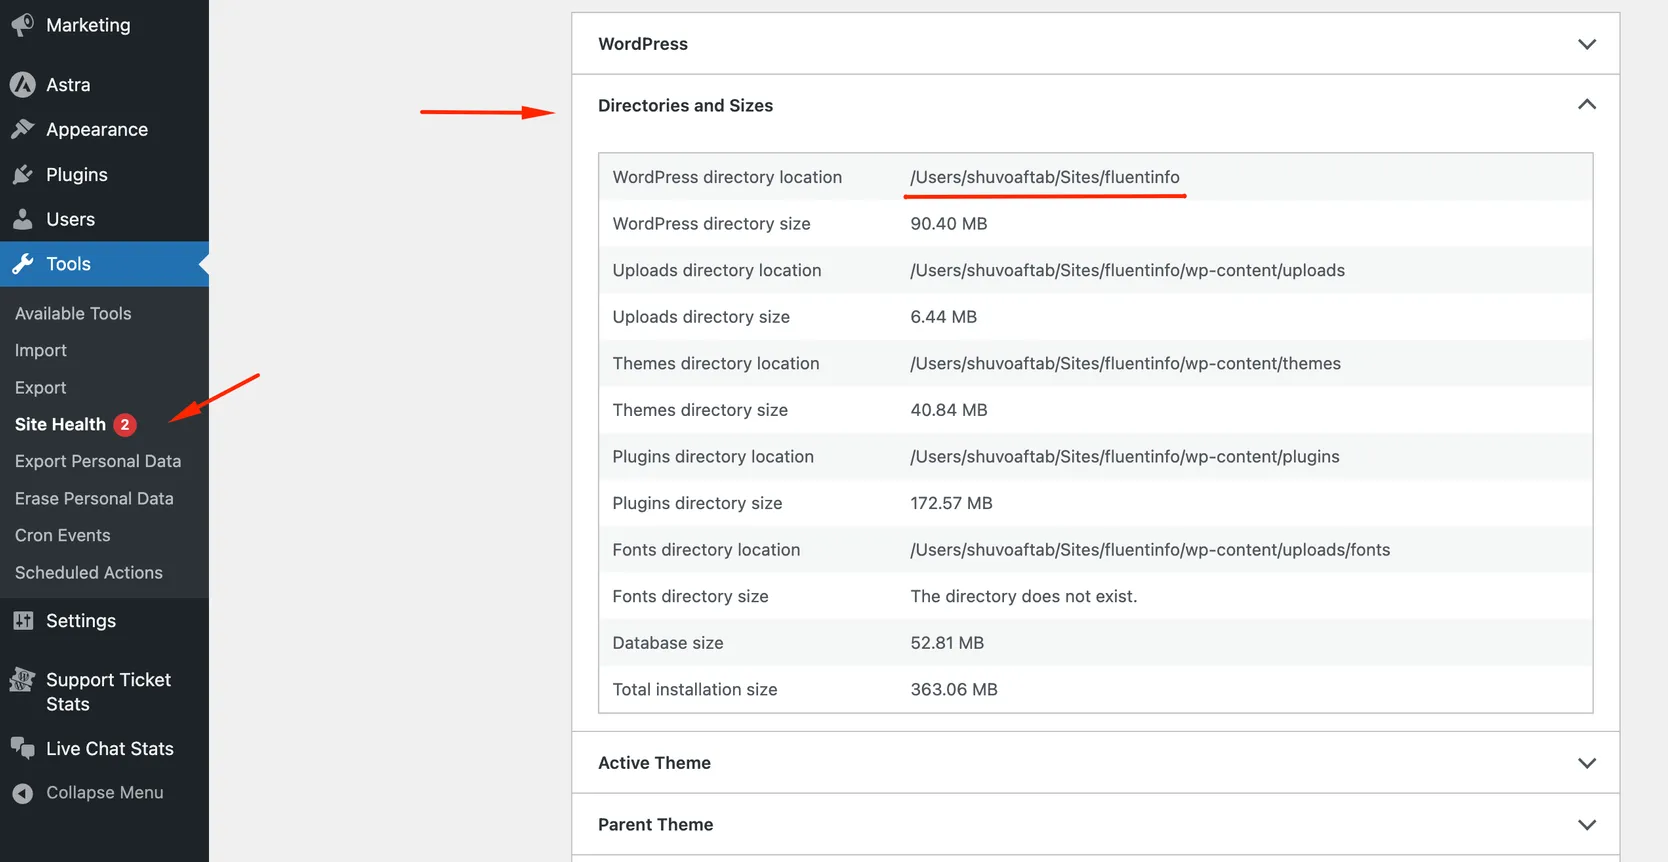 Marketing
Astra
Appearance
Plugins
Users
Tools
Available Tools
Import
Export
Site Health 2
Export Personal Data
Erase Personal Data
Cron Events
Scheduled Actions
Settings
Support Ticket
Stats
Live Chat Stats
Collapse Menu
WordPress
Directories and Sizes
WordPress directory location /Users/shuvoaftab/Sites/fluentinfo
WordPress directory size 90.40 MB
Uploads directory location /Users/shuvoaftab/Sites/fluentinfo/wp-content/uploads
Uploads directory size 6.44 MB
Themes directory location /Users/shuvoaftab/Sites/fluentinfo/wp-content/themes
Themes directory size 40.84 MB
Plugins directory location /Users/shuvoaftab/Sites/fluentinfo/wp-content/plugins
Plugins directory size 172.57 MB
Fonts directory location /Users/shuvoaftab/Sites/fluentinfo/wp-content/uploads/fonts
Fonts directory size The directory does not exist.
Database size 52.81 MB
Total installation size 363.06 MB
Active Theme
Parent Theme